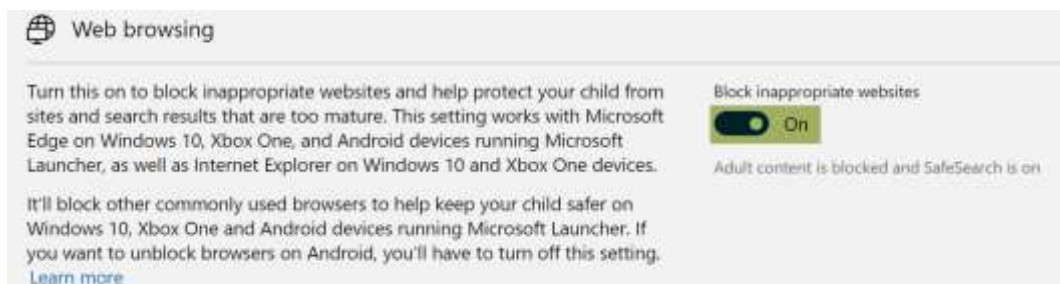 Web browsing
Turn this on to block inappropriate websites and help protect your child from
sites and search results that are too mature. This setting works with Microsoft
Edge on Windows 10, Xbox One, and Android devices running Microsoft
Launcher, as well as Internet Explorer on Windows 10 and Xbox One devices.
It'll block other commonly used browsers to help keep your child safer on
Windows 10, Xbox One and Android devices running Microsoft Launcher. If
you want to unblock browsers on Android, you'll have to turn off this setting.
Learn more
Block inappropriate websites
On
Adult content is blocked and SafeSearch is on